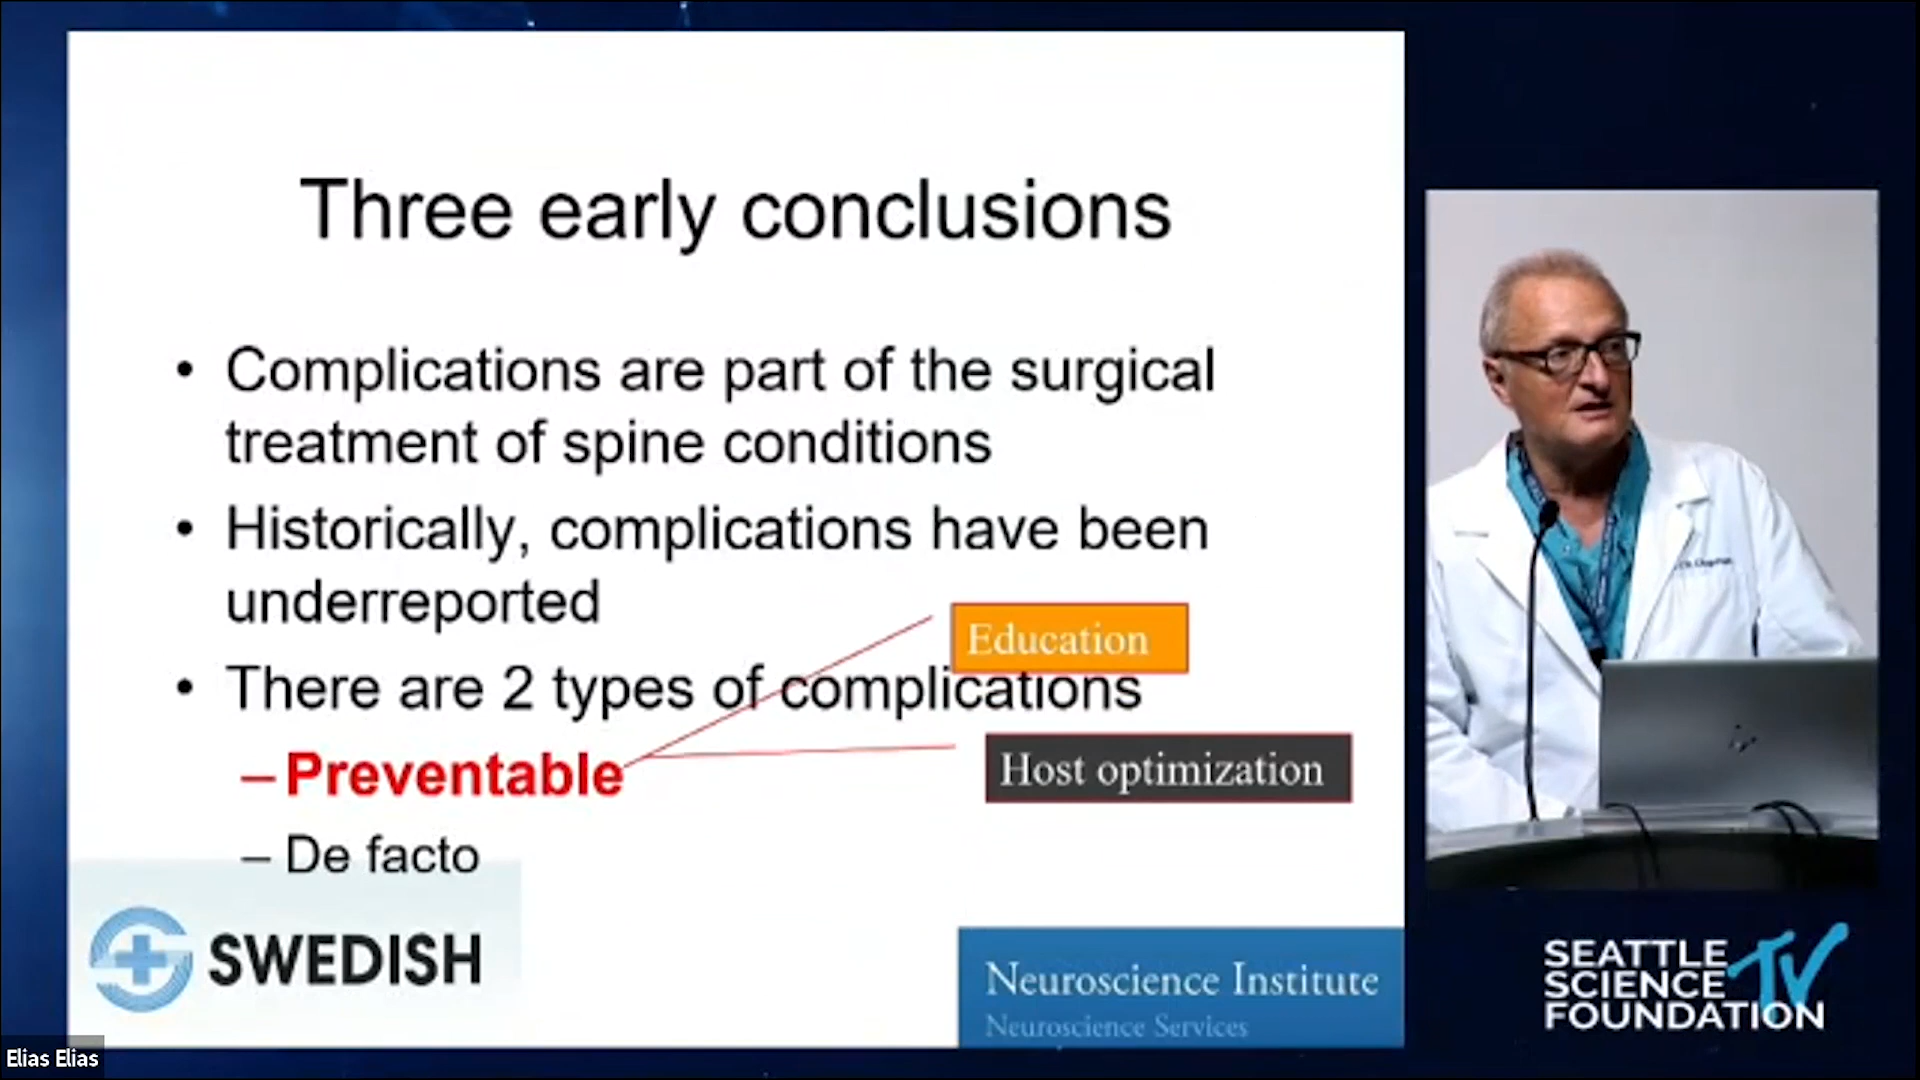 Three early conclusions
• Complications are part of the surgical
treatment of spine conditions
• Historically, complications have been
underreported
Education
• There are 2 types of complications
– Preventable
Host optimization
– De facto
SWEDISH
Neuroscience Institute
Neuroscience Services
SEATTLE
SCIENCE
FOUNDATION
TV
Elias Elias